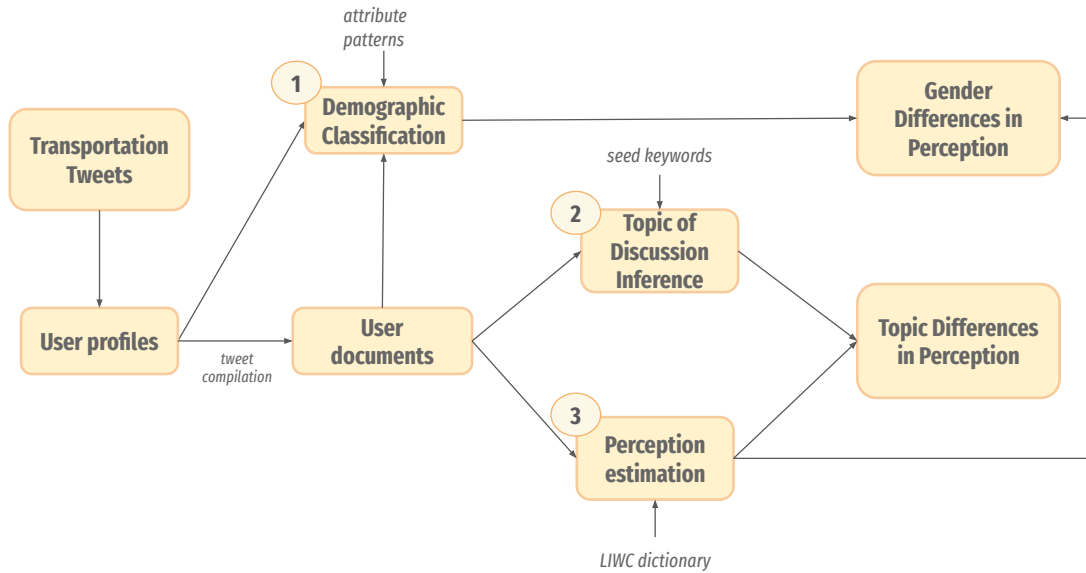 attribute
patterns
1
Demographic
Classification
Gender
Differences in
Perception
Transportation
Tweets
seed keywords
2
Topic of
Discussion
Inference
User profiles
tweet
compilation
User
documents
Topic Differences
in Perception
3
Perception
estimation
LIWC dictionary